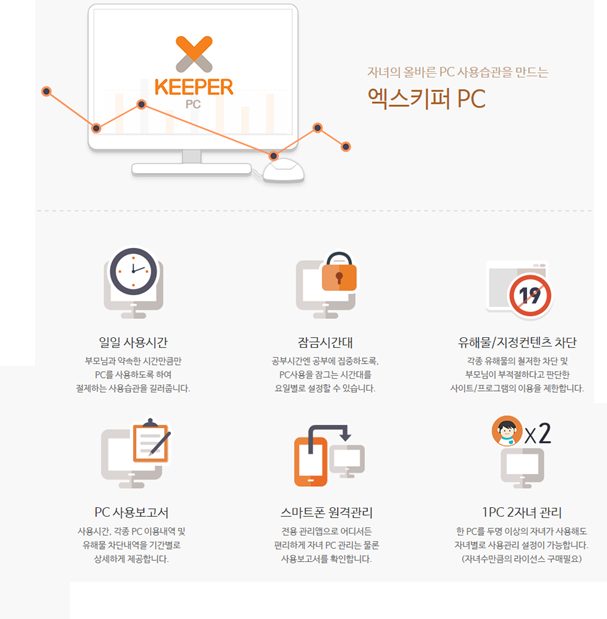 KEEPER
PC
자녀의 올바른 PC 사용습관을 만드는
엑스키퍼 PC
일일 사용시간
부모님과 약속한 시간만큼만
PC를 사용하도록 하여
절제하는 사용습관을 길러줍니다.
잠금시간대
공부시간엔 공부에 집중하도록,
PC사용을 잠그는 시간대를
요일별로 설정할 수 있습니다.
19
유해물/지정컨텐츠 차단
각종 유해물의 철저한 차단 및
부모님이 부적절하다고 판단한
사이트/프로그램의 이용을 제한합니다.
PC 사용보고서
사용시간, 각종 PC 이용내역 및
유해물 차단내역을 기간별로
상세하게 제공합니다.
스마트폰 원격관리
전용 관리앱으로 어디서든
편리하게 자녀 PC 관리는 물론
사용보고서를 확인합니다.
X2
1PC 2자녀 관리
한 PC를 두명 이상의 자녀가 사용해도
자녀별로 사용관리 설정이 가능합니다.
(자녀수만큼의 라이선스 구매필요)